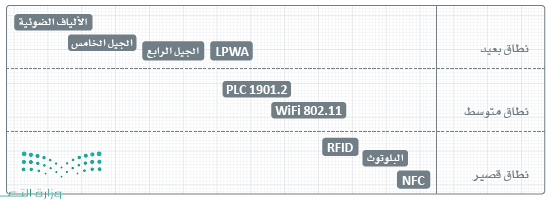 الألياف الضوئية
الجيل الخامس
الجيل الرابع
LPWA
نطاق بعيد
PLC 1901.2
WiFi 802.11
نطاق متوسط
RFID
البلوتوث
NFC
نطاق قصير
وزارة